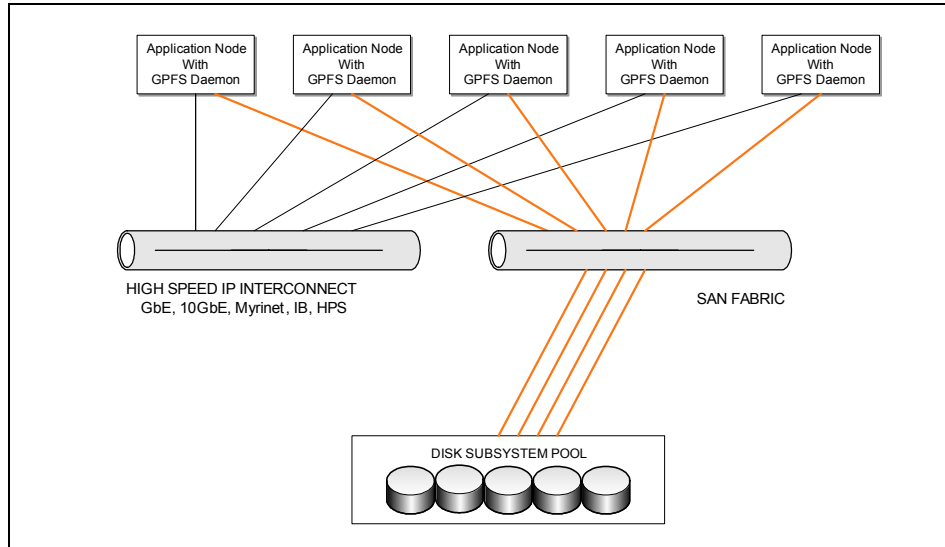 Application Node
With
GPFS Daemon
Application Node
With
GPFS Daemon
Application Node
With
GPFS Daemon
Application Node
With
GPFS Daemon
Application Node
With
GPFS Daemon
HIGH SPEED IP INTERCONNECT
GbE, 10GbE, Myrinet, IB, HPS
SAN FABRIC
DISK SUBSYSTEM POOL